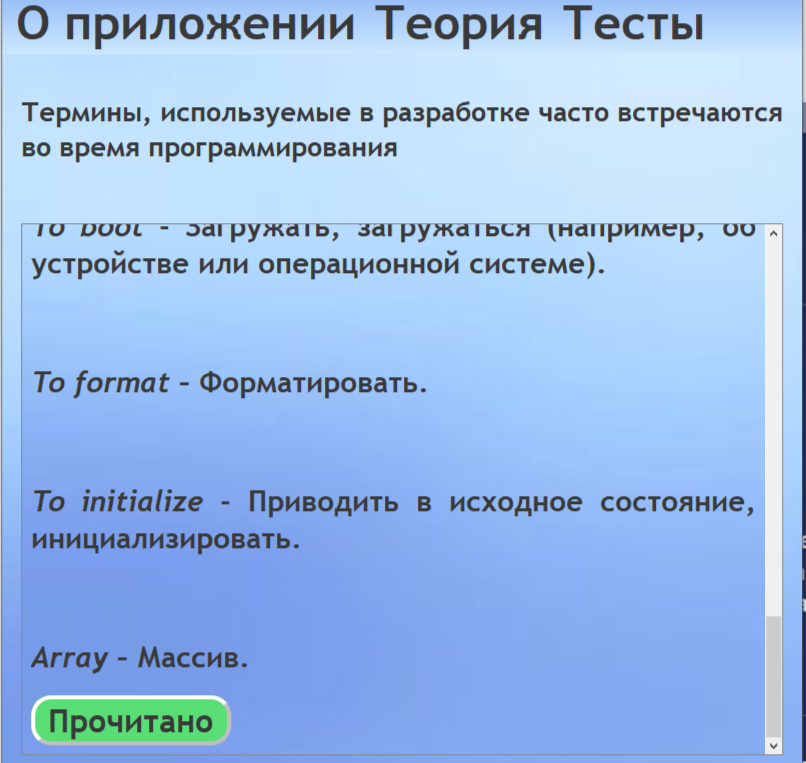 О приложении Теория Тесты
Термины, используемые в разработке часто встречаются
во время программирования
To boot - Загружать, загружаться (например, об
устройстве или операционной системе).
To format – Форматировать.
To initialize - Приводить в исходное состояние,
инициализировать.
Array – Массив.
Прочитано